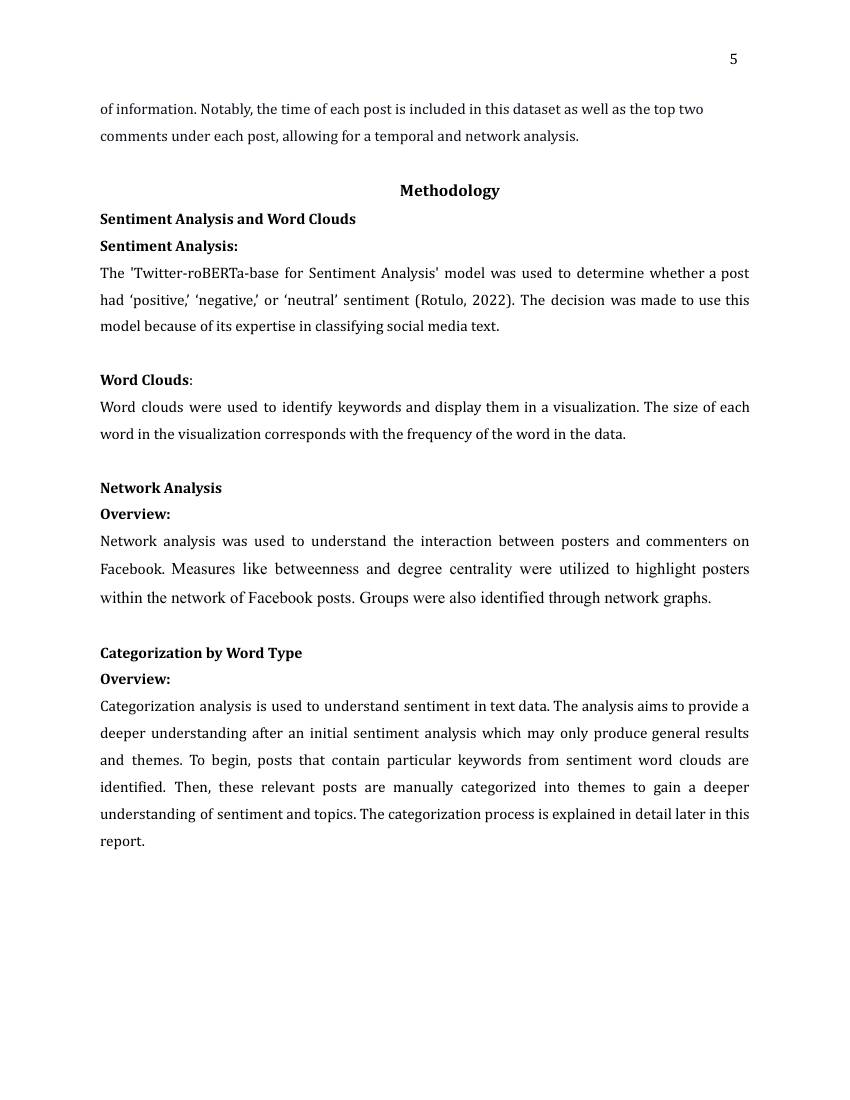 5
of information. Notably, the time of each post is included in this dataset as well as the top two
comments under each post, allowing for a temporal and network analysis.
Methodology
Sentiment Analysis and Word Clouds
Sentiment Analysis:
The 'Twitter-roBERTa-base for Sentiment Analysis' model was used to determine whether a post
had ‘positive,’ ‘negative,’ or ‘neutral’ sentiment (Rotulo, 2022). The decision was made to use this
model because of its expertise in classifying social media text.
Word Clouds:
Word clouds were used to identify keywords and display them in a visualization. The size of each
word in the visualization corresponds with the frequency of the word in the data.
Network Analysis
Overview:
Network analysis was used to understand the interaction between posters and commenters on
Facebook. Measures like betweenness and degree centrality were utilized to highlight posters
within the network of Facebook posts. Groups were also identified through network graphs.
Categorization by Word Type
Overview:
Categorization analysis is used to understand sentiment in text data. The analysis aims to provide a
deeper understanding after an initial sentiment analysis which may only produce general results
and themes. To begin, posts that contain particular keywords from sentiment word clouds are
identified. Then, these relevant posts are manually categorized into themes to gain a deeper
understanding of sentiment and topics. The categorization process is explained in detail later in this
report.